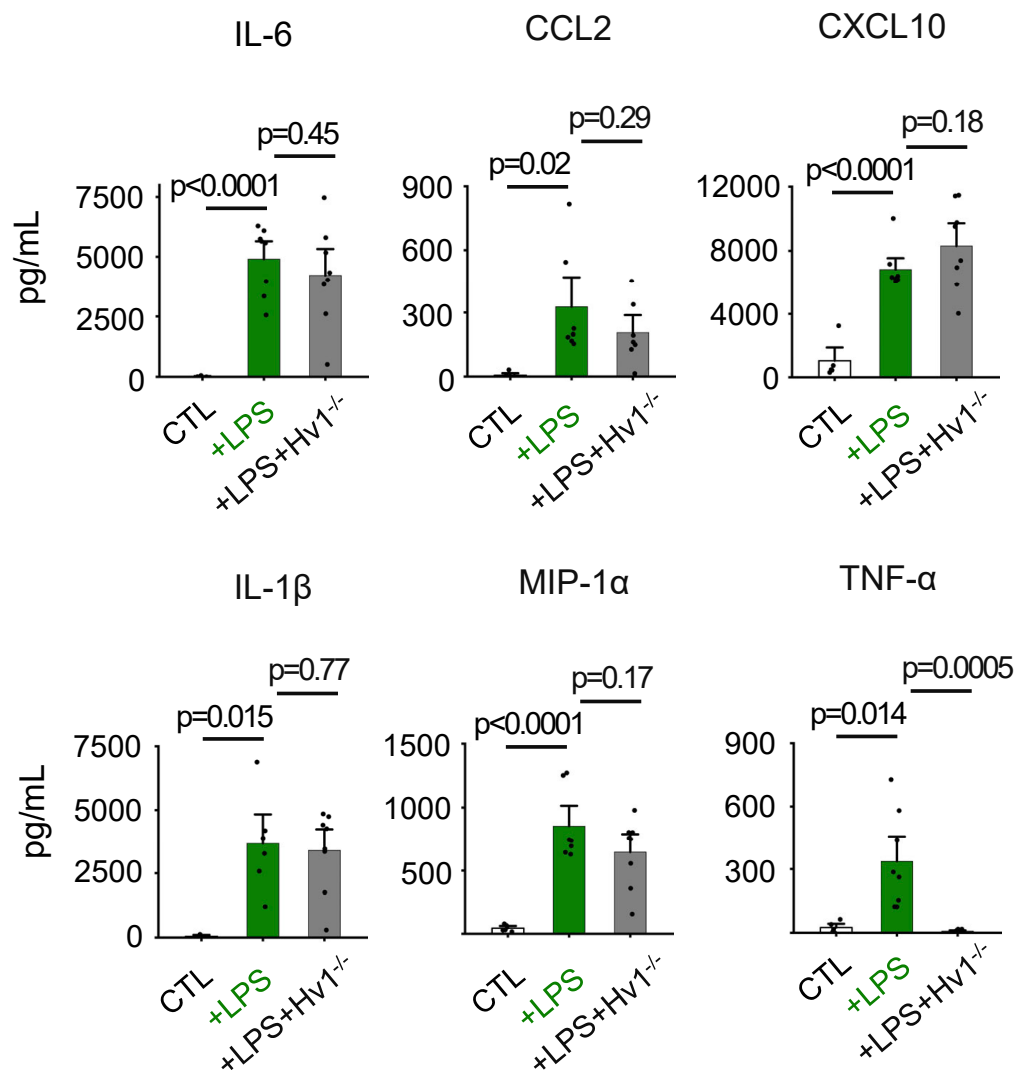 IL-6
CCL2
CXCL10
p=0.45
p<0.0001
7500
5000
2500
0
pg/mL
CTL
+LPS
+LPS+Hv1-/-
p=0.29
p=0.02
900
600
300
0
CTL
+LPS
+LPS+Hv1-/-
p=0.18
p<0.0001
12000
8000
4000
0
CTL
+LPS
+LPS+Hv1-/-
IL-1β
MIP-1α
TNF-α
p=0.77
p=0.015
7500
5000
2500
0
pg/mL
CTL
+LPS
+LPS+Hv1-/-
p=0.17
p<0.0001
1500
1000
500
CTL
+LPS
+LPS+Hv1-/-
p=0.0005
p=0.014
900
600
300
CTL
+LPS
+LPS+Hv1-/-